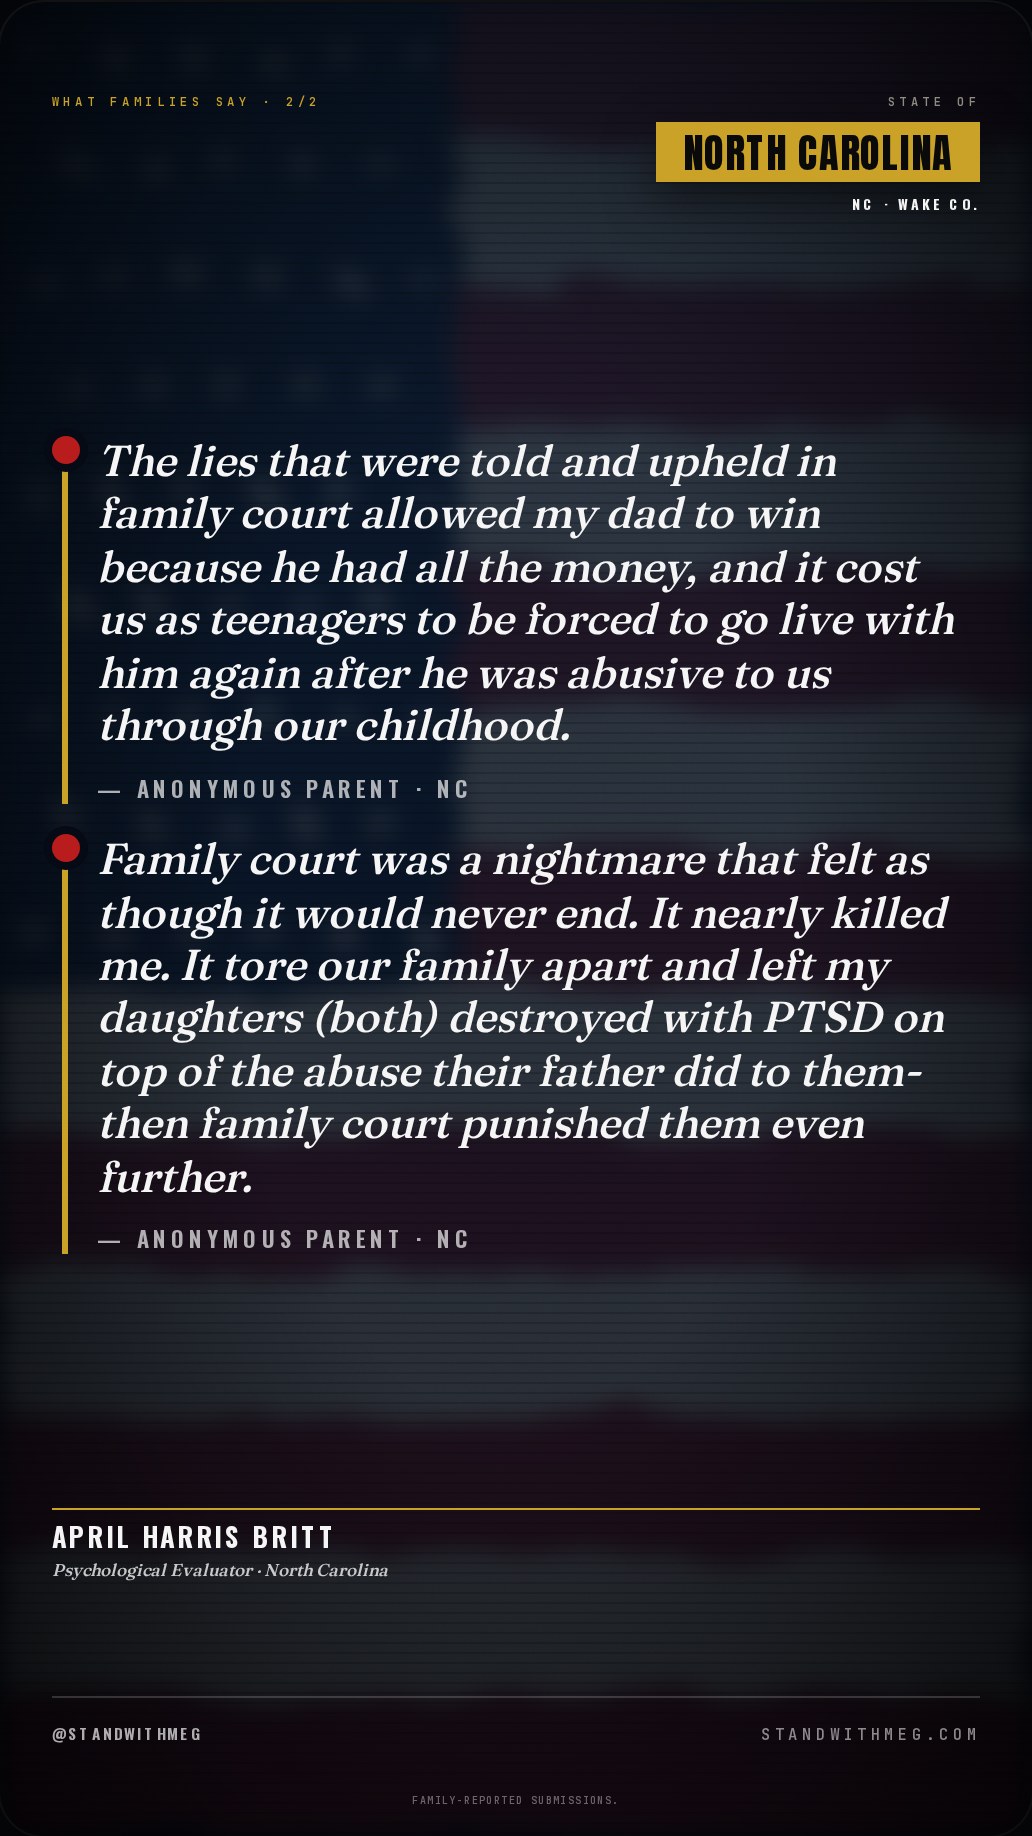 WHAT FAMILIES SAY · 2/2
STATE OF
NORTH CAROLINA
NC · WAKE CO.
The lies that were told and upheld in
family court allowed my dad to win
because he had all the money, and it cost
us as teenagers to be forced to go live with
him again after he was abusive to us
through our childhood.
— ANONYMOUS PARENT · NC
Family court was a nightmare that felt as
though it would never end. It nearly killed
me. It tore our family apart and left my
daughters (both) destroyed with PTSD on
top of the abuse their father did to them-
then family court punished them even
further.
— ANONYMOUS PARENT · NC
APRIL HARRIS BRITT
Psychological Evaluator · North Carolina
@STANDWITHMEG
STANDWITHMEG.COM
FAMILY-REPORTED SUBMISSIONS.